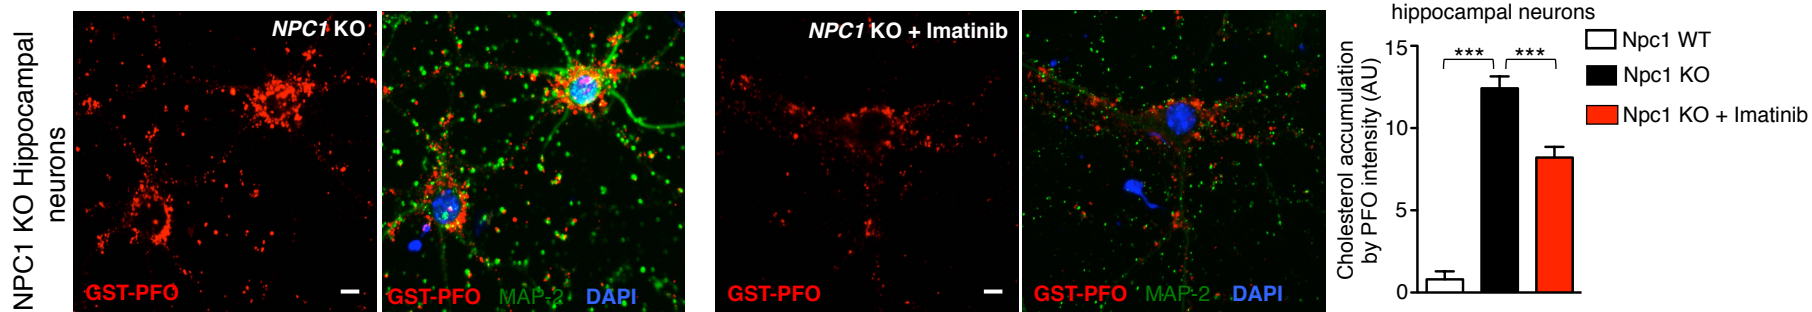 NPC1 KO Hippocampal
neurons
NPC1 KO
GST-PFO
GST-PFO MAP-2 DAPI
NPC1 KO + Imatinib
GST-PFO
GST-PFO MAP-2 DAPI
hippocampal neurons
Cholesterol accumulation
by PFO intensity (AU)
15
10
5
0
*** ***
Npc1 WT
Npc1 KO
Npc1 KO + Imatinib